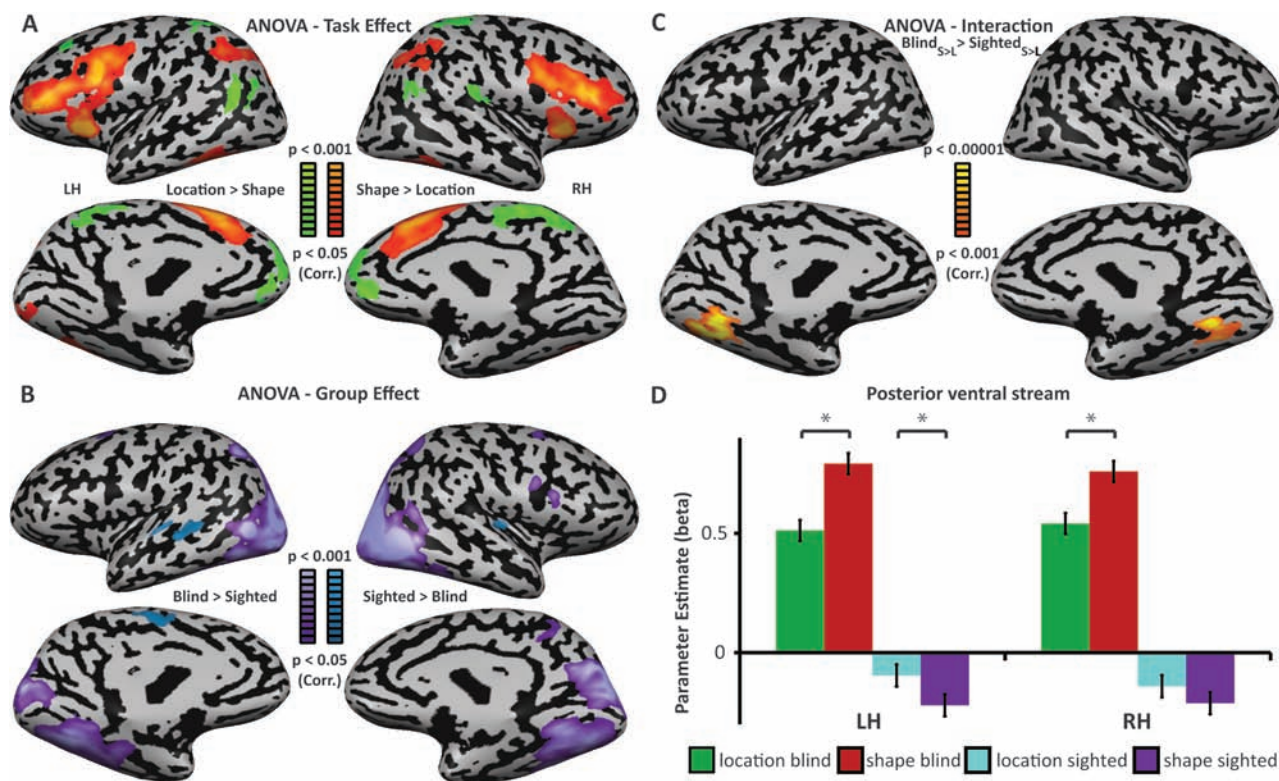 A
ANOVA - Task Effect
p < 0.001
LH
Location > Shape
Shape > Location
RH
p < 0.05
(Corr.)
B
ANOVA - Group Effect
p < 0.001
Blind > Sighted
Sighted > Blind
p < 0.05
(Corr.)
C
ANOVA - Interaction
Blind S>L > Sighted S>L
p < 0.00001
p < 0.001
(Corr.)
D
Posterior ventral stream
* * *
Parameter Estimate (beta)
0.5
0
LH
RH
location blind
shape blind
location sighted
shape sighted